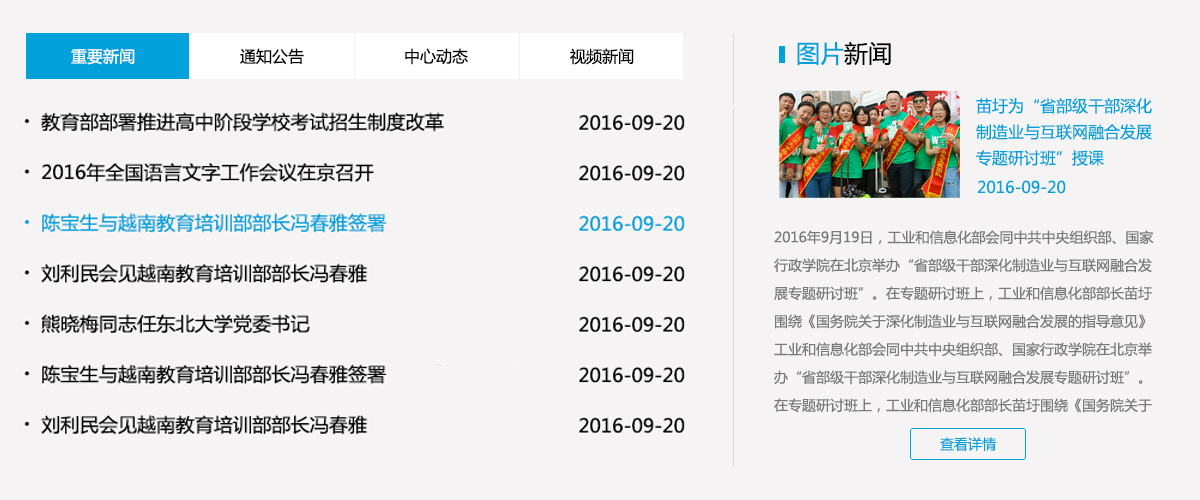 重要新闻 通知公告 中心动态 视频新闻
· 教育部部署推进高中阶段学校考试招生制度改革 2016-09-20
· 2016年全国语言文字工作会议在京召开 2016-09-20
· 陈宝生与越南教育培训部部长冯春雅签署 2016-09-20
· 刘利民会见越南教育培训部部长冯春雅 2016-09-20
· 熊晓梅同志任东北大学党委书记 2016-09-20
· 陈宝生与越南教育培训部部长冯春雅签署 2016-09-20
· 刘利民会见越南教育培训部部长冯春雅 2016-09-20
图片新闻
苗圩为“省部级干部深化
制造业与互联网融合发展
专题研讨班”授课
2016-09-20
2016年9月19日，工业和信息化部会同中共中央组织部、国家
行政学院在北京举办“省部级干部深化制造业与互联网融合发
展专题研讨班”。在专题研讨班上，工业和信息化部部长苗圩
围绕《国务院关于深化制造业与互联网融合发展的指导意见》
工业和信息化部会同中共中央组织部、国家行政学院在北京举
办“省部级干部深化制造业与互联网融合发展专题研讨班”。
在专题研讨班上，工业和信息化部部长苗圩围绕《国务院关于
查看详情